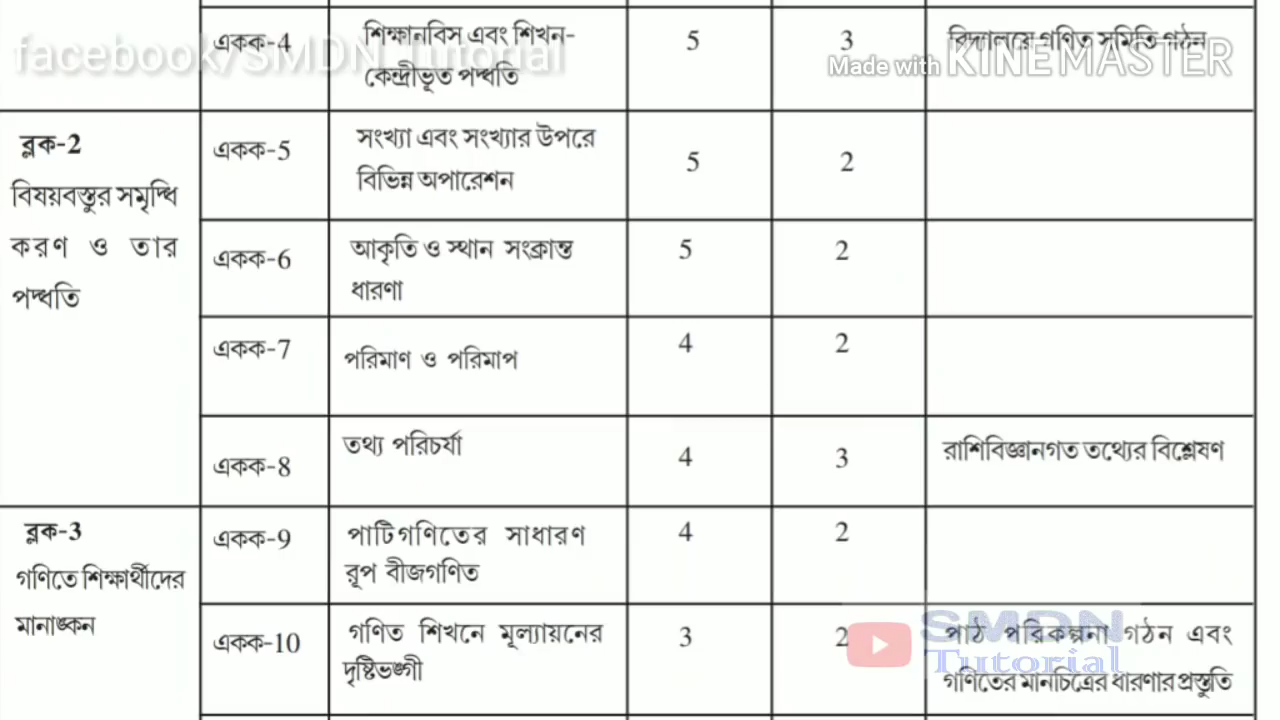 facebook/SMDN Tutorial
Made with KINEMASTER
একক-4 শিক্ষানবিস এবং শিখন- 5 3 বিদ্যালয়ে গণিত সমিতি গঠন
কেন্দ্রীভূত পদ্ধতি
ব্লক-2
বিষয়বস্তুর সমৃদ্ধি
করণ ও তার
পদ্ধতি
একক-5 সংখ্যা এবং সংখ্যার উপরে 5 2
বিভিন্ন অপারেশন
একক-6 আকৃতি ও স্থান সংক্রান্ত 5 2
ধারণা
একক-7 পরিমাণ ও পরিমাপ 4 2
একক-8 তথ্য পরিচর্যা 4 3 রাশিবিজ্ঞানগত তথ্যের বিশ্লেষণ
ব্লক-3
গণিতে শিক্ষার্থীদের
মানাঙ্কন
একক-9 পাটিগণিতের সাধারণ 4 2
রূপ বীজগণিত
একক-10 গণিত শিখনে মূল্যায়নের 3 2 পাঠ পরিকল্পনা গঠন এবং
দৃষ্টিভঙ্গী গণিতের মানচিত্রের ধারণার প্রস্তুতি
SMDN
Tutorial